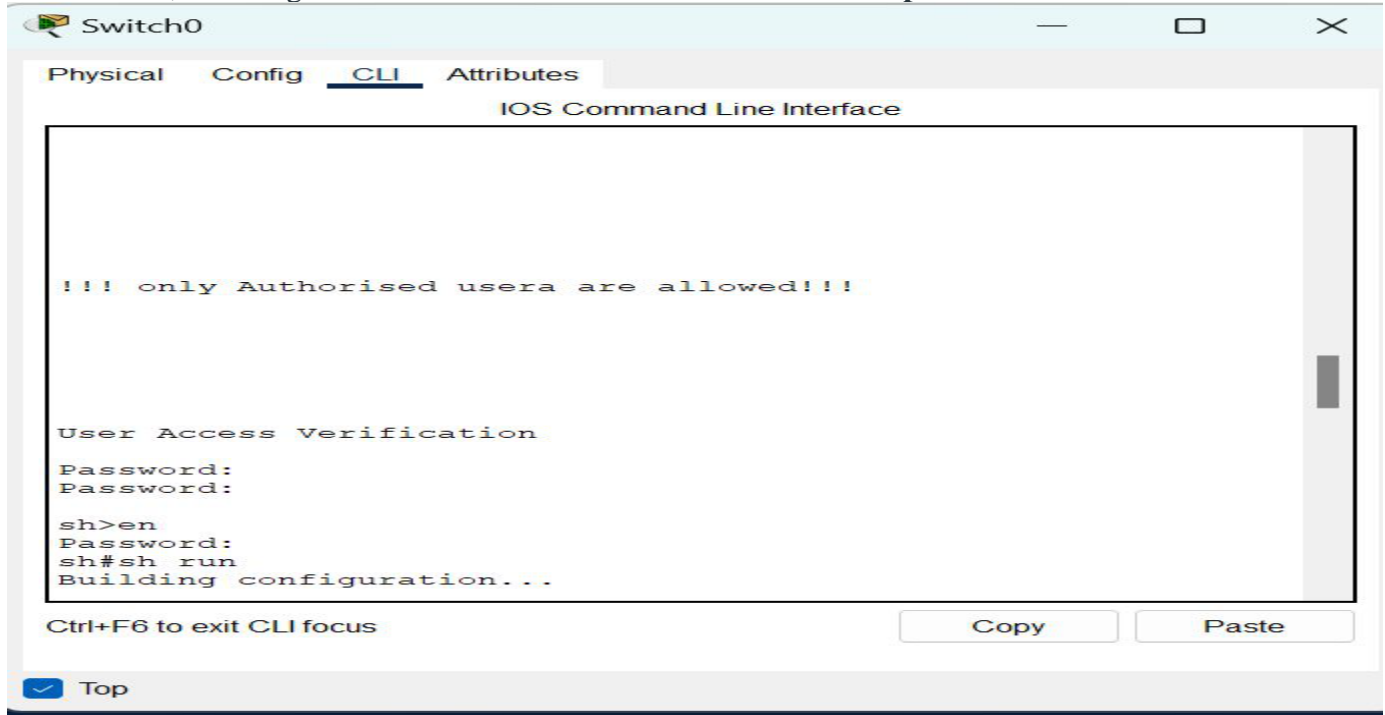 Switch0
Physical Config CLI Attributes
IOS Command Line Interface
!!! only Authorised usera are allowed!!!
User Access Verification
Password:
Password:
sh>en
Password:
sh#sh run
Building configuration...
Ctrl+F6 to exit CLI focus
Copy Paste
Top